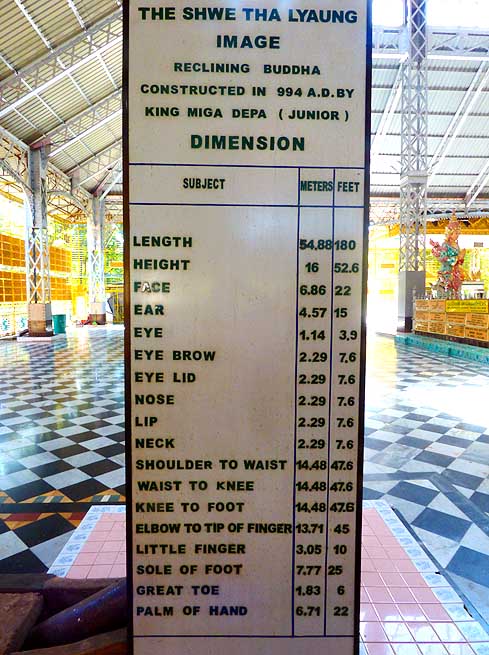 THE SHWE THA LYAUNG
IMAGE
RECLINING BUDDHA
CONSTRUCTED IN 994 A.D.BY
KING MIGA DEPA ( JUNIOR )
DIMENSION
SUBJECT METERS FEET
LENGTH 54.88 180
HEIGHT 16 52.6
FACE 6.86 22
EAR 4.57 15
EYE 1.14 3.9
EYE BROW 2.29 7.6
EYE LID 2.29 7.6
NOSE 2.29 7.6
LIP 2.29 7.6
NECK 2.29 7.6
SHOULDER TO WAIST 14.48 47.6
WAIST TO KNEE 14.48 47.6
KNEE TO FOOT 14.48 47.6
ELBOW TO TIP OF FINGER 13.71 45
LITTLE FINGER 3.05 10
SOLE OF FOOT 7.77 25
GREAT TOE 1.83 6
PALM OF HAND 6.71 22